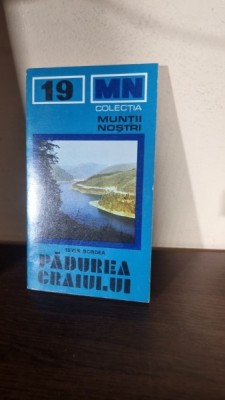 19 MN
COLECȚIA
MUNȚII
NOȘTRI
PĂDUREA
CRAIULUI